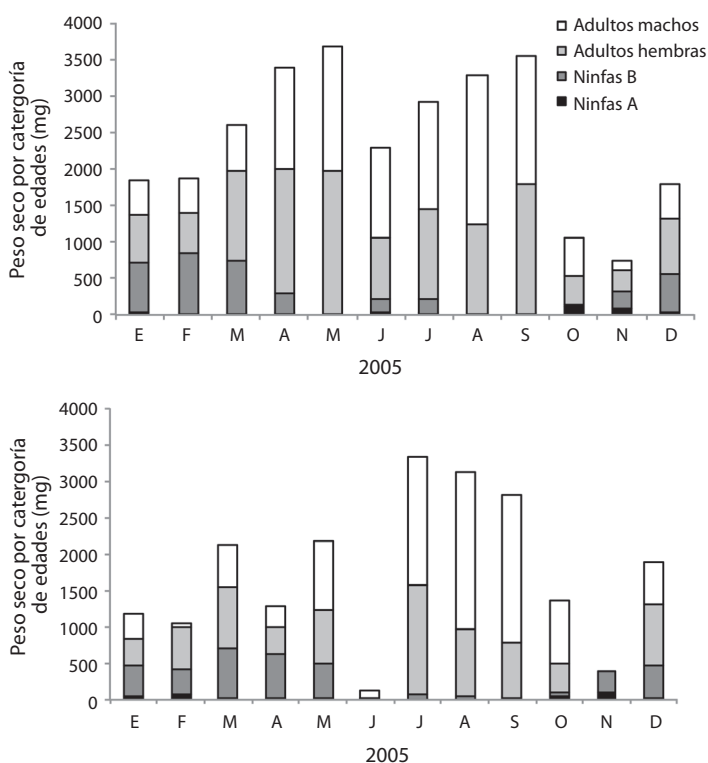 4000
3500
3000
2500
2000
1500
1000
500
0
Peso seco por catergoría
de edades (mg)
Adultos machos
Adultos hembras
Ninfas B
Ninfas A
E F M A M J J A S O N D
2005
4000
3500
3000
2500
2000
1500
1000
500
0
Peso seco por catergoría
de edades (mg)
E F M A M J J A S O N D
2005